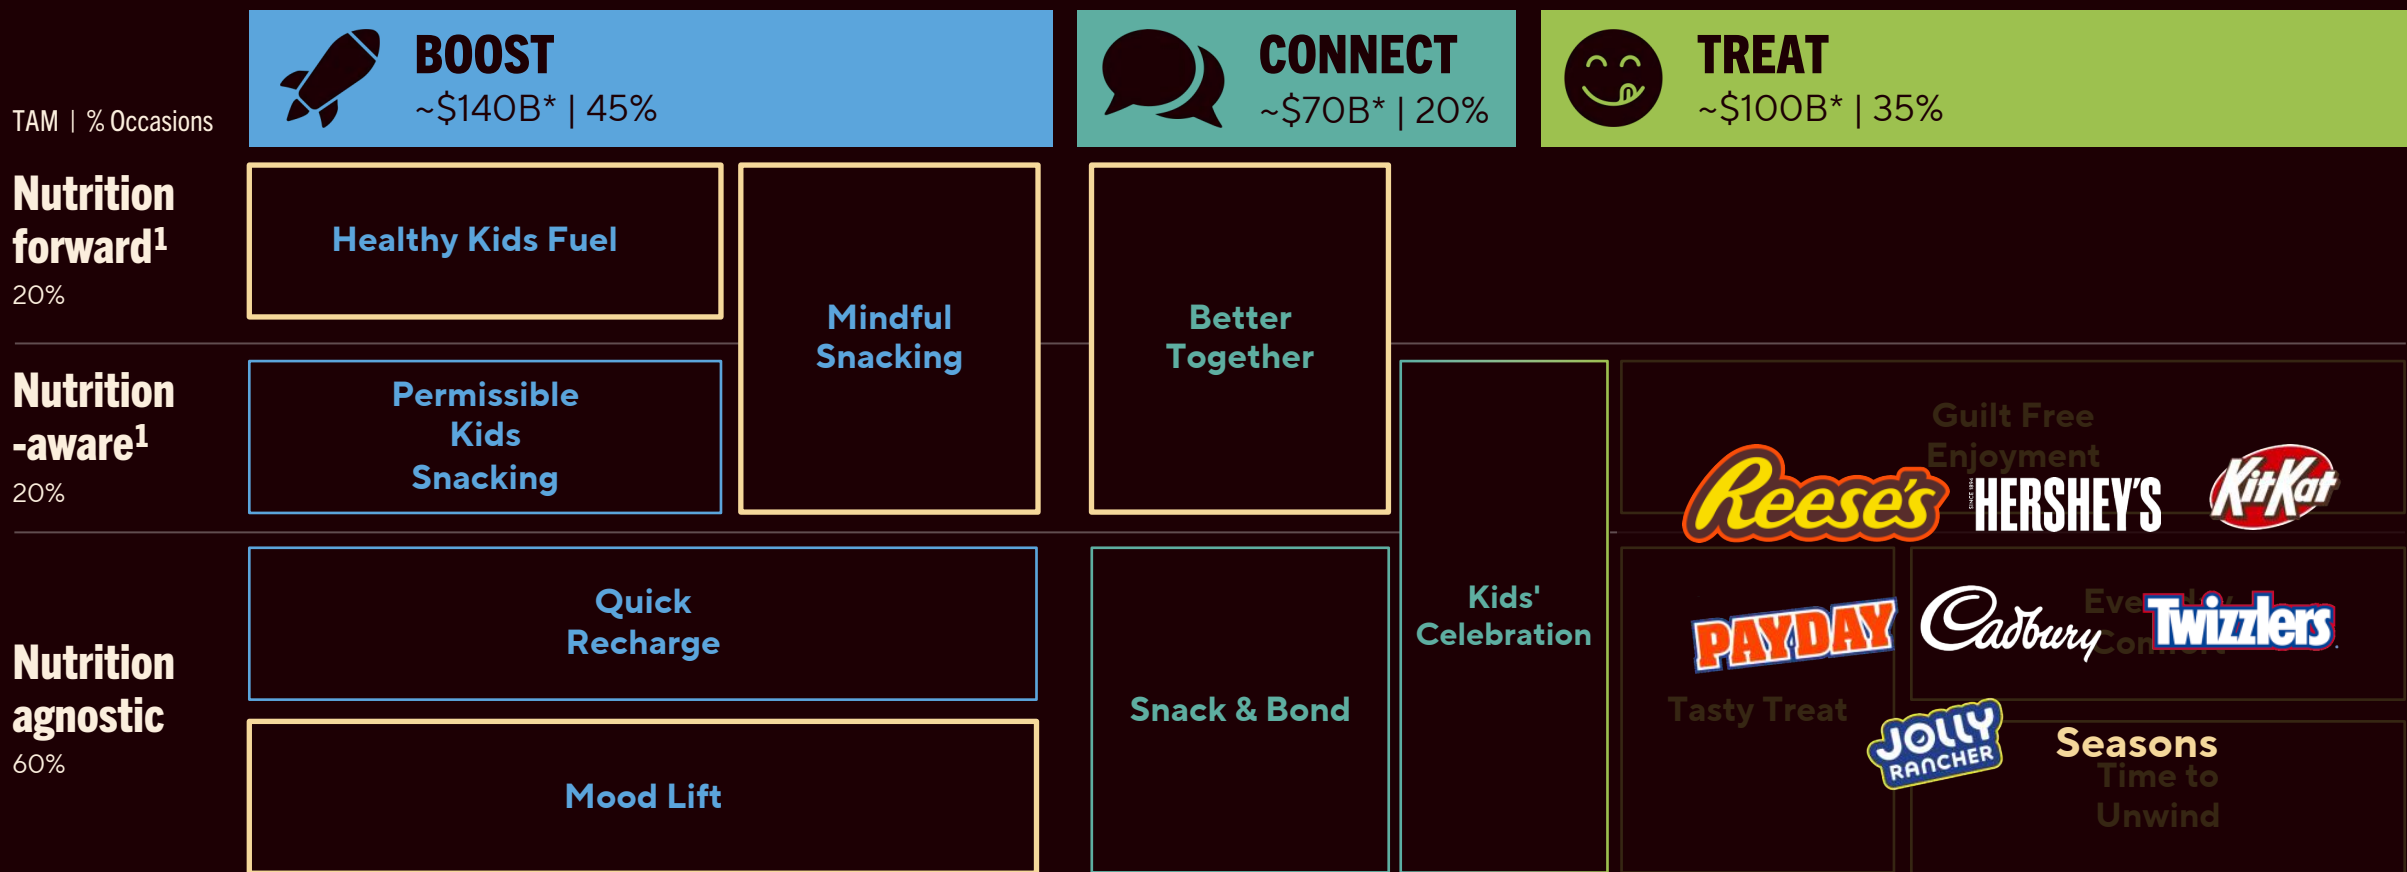 BOOST
~$140B* | 45%
CONNECT
~$70B* | 20%
TREAT
~$100B* | 35%
TAM | % Occasions
Nutrition
forward¹
20%
Healthy Kids Fuel
Mindful
Snacking
Better
Together
Nutrition
-aware¹
20%
Permissible
Kids
Snacking
Guilt Free
Enjoyment
Reese's
HERSHEY'S
KitKat
Nutrition
agnostic
60%
Quick
Recharge
Mood Lift
Snack & Bond
Kids'
Celebration
PAYDAY
Cadbury
Twizzlers
Tasty Treat
JOLLY
RANCHER
Seasons
Time to
Unwind